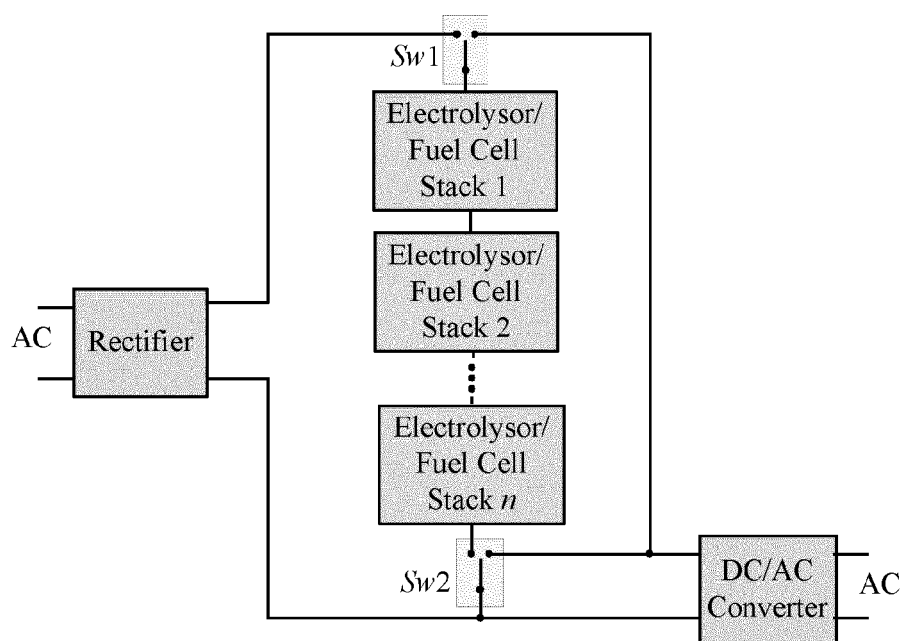 Sw1
Electrolysor/
Fuel Cell
Stack 1
Electrolysor/
Fuel Cell
Stack 2
AC
Rectifier
Electrolysor/
Fuel Cell
Stack n
Sw2
DC/AC
Converter
AC